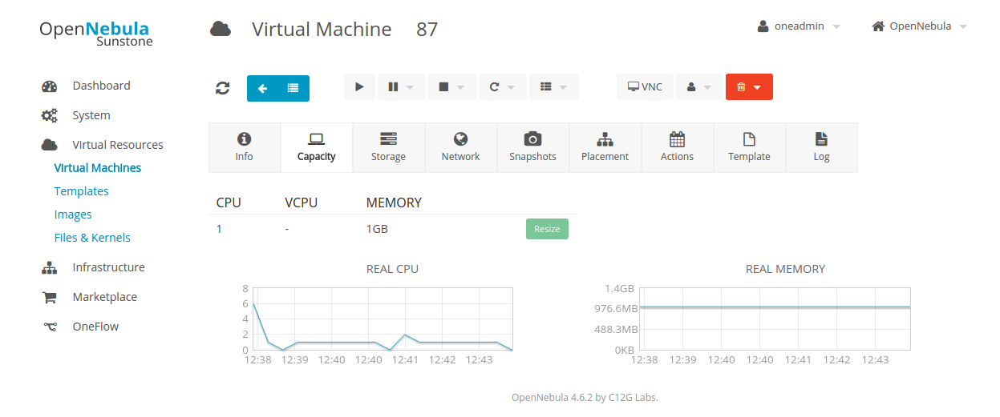 OpenNebula
Sunstone
Virtual Machine 87
oneadmin
OpenNebula
Dashboard
System
Virtual Resources
Virtual Machines
Templates
Images
Files & Kernels
Infrastructure
Marketplace
OneFlow
VNC
Info
Capacity
Storage
Network
Snapshots
Placement
Actions
Template
Log
CPU VCPU MEMORY
1 - 1GB Resize
REAL CPU
8
6
4
2
0
12:38 12:39 12:40 12:40 12:41 12:42 12:43
REAL MEMORY
1.4GB
976.6MB
488.3MB
0KB
12:38 12:39 12:40 12:40 12:41 12:42 12:43
OpenNebula 4.6.2 by C12G Labs.